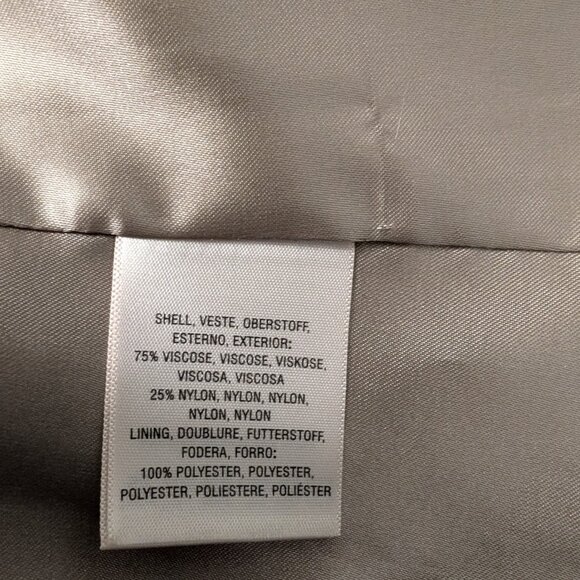 SHELL, VESTE, OBERSTOFF,
ESTERNO, EXTERIOR:
75% VISCOSE, VISCOSE, VISKOSE,
VISCOSA, VISCOSA
25% NYLON, NYLON, NYLON,
NYLON, NYLON
LINING, DOUBLURE, FUTTERSTOFF,
FODERA, FORRO:
100% POLYESTER, POLYESTER,
POLYESTER, POLIESTERE, POLIÉSTER